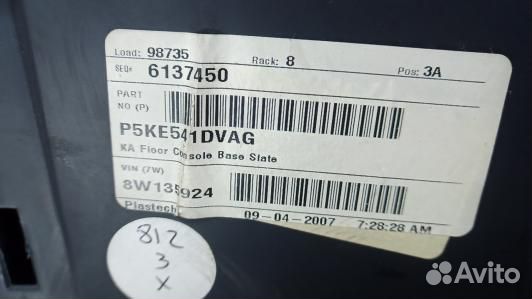 Load: 98735 Rack: 8 Pos: 3A
SEQ# 6137450
PART
NO (P)
P5KE541DVAG
KA Floor Console Base Slate
VIN (7W)
8W135924
Plastech 09-04-2007 7:28:28 AM
812
3
X
Avito